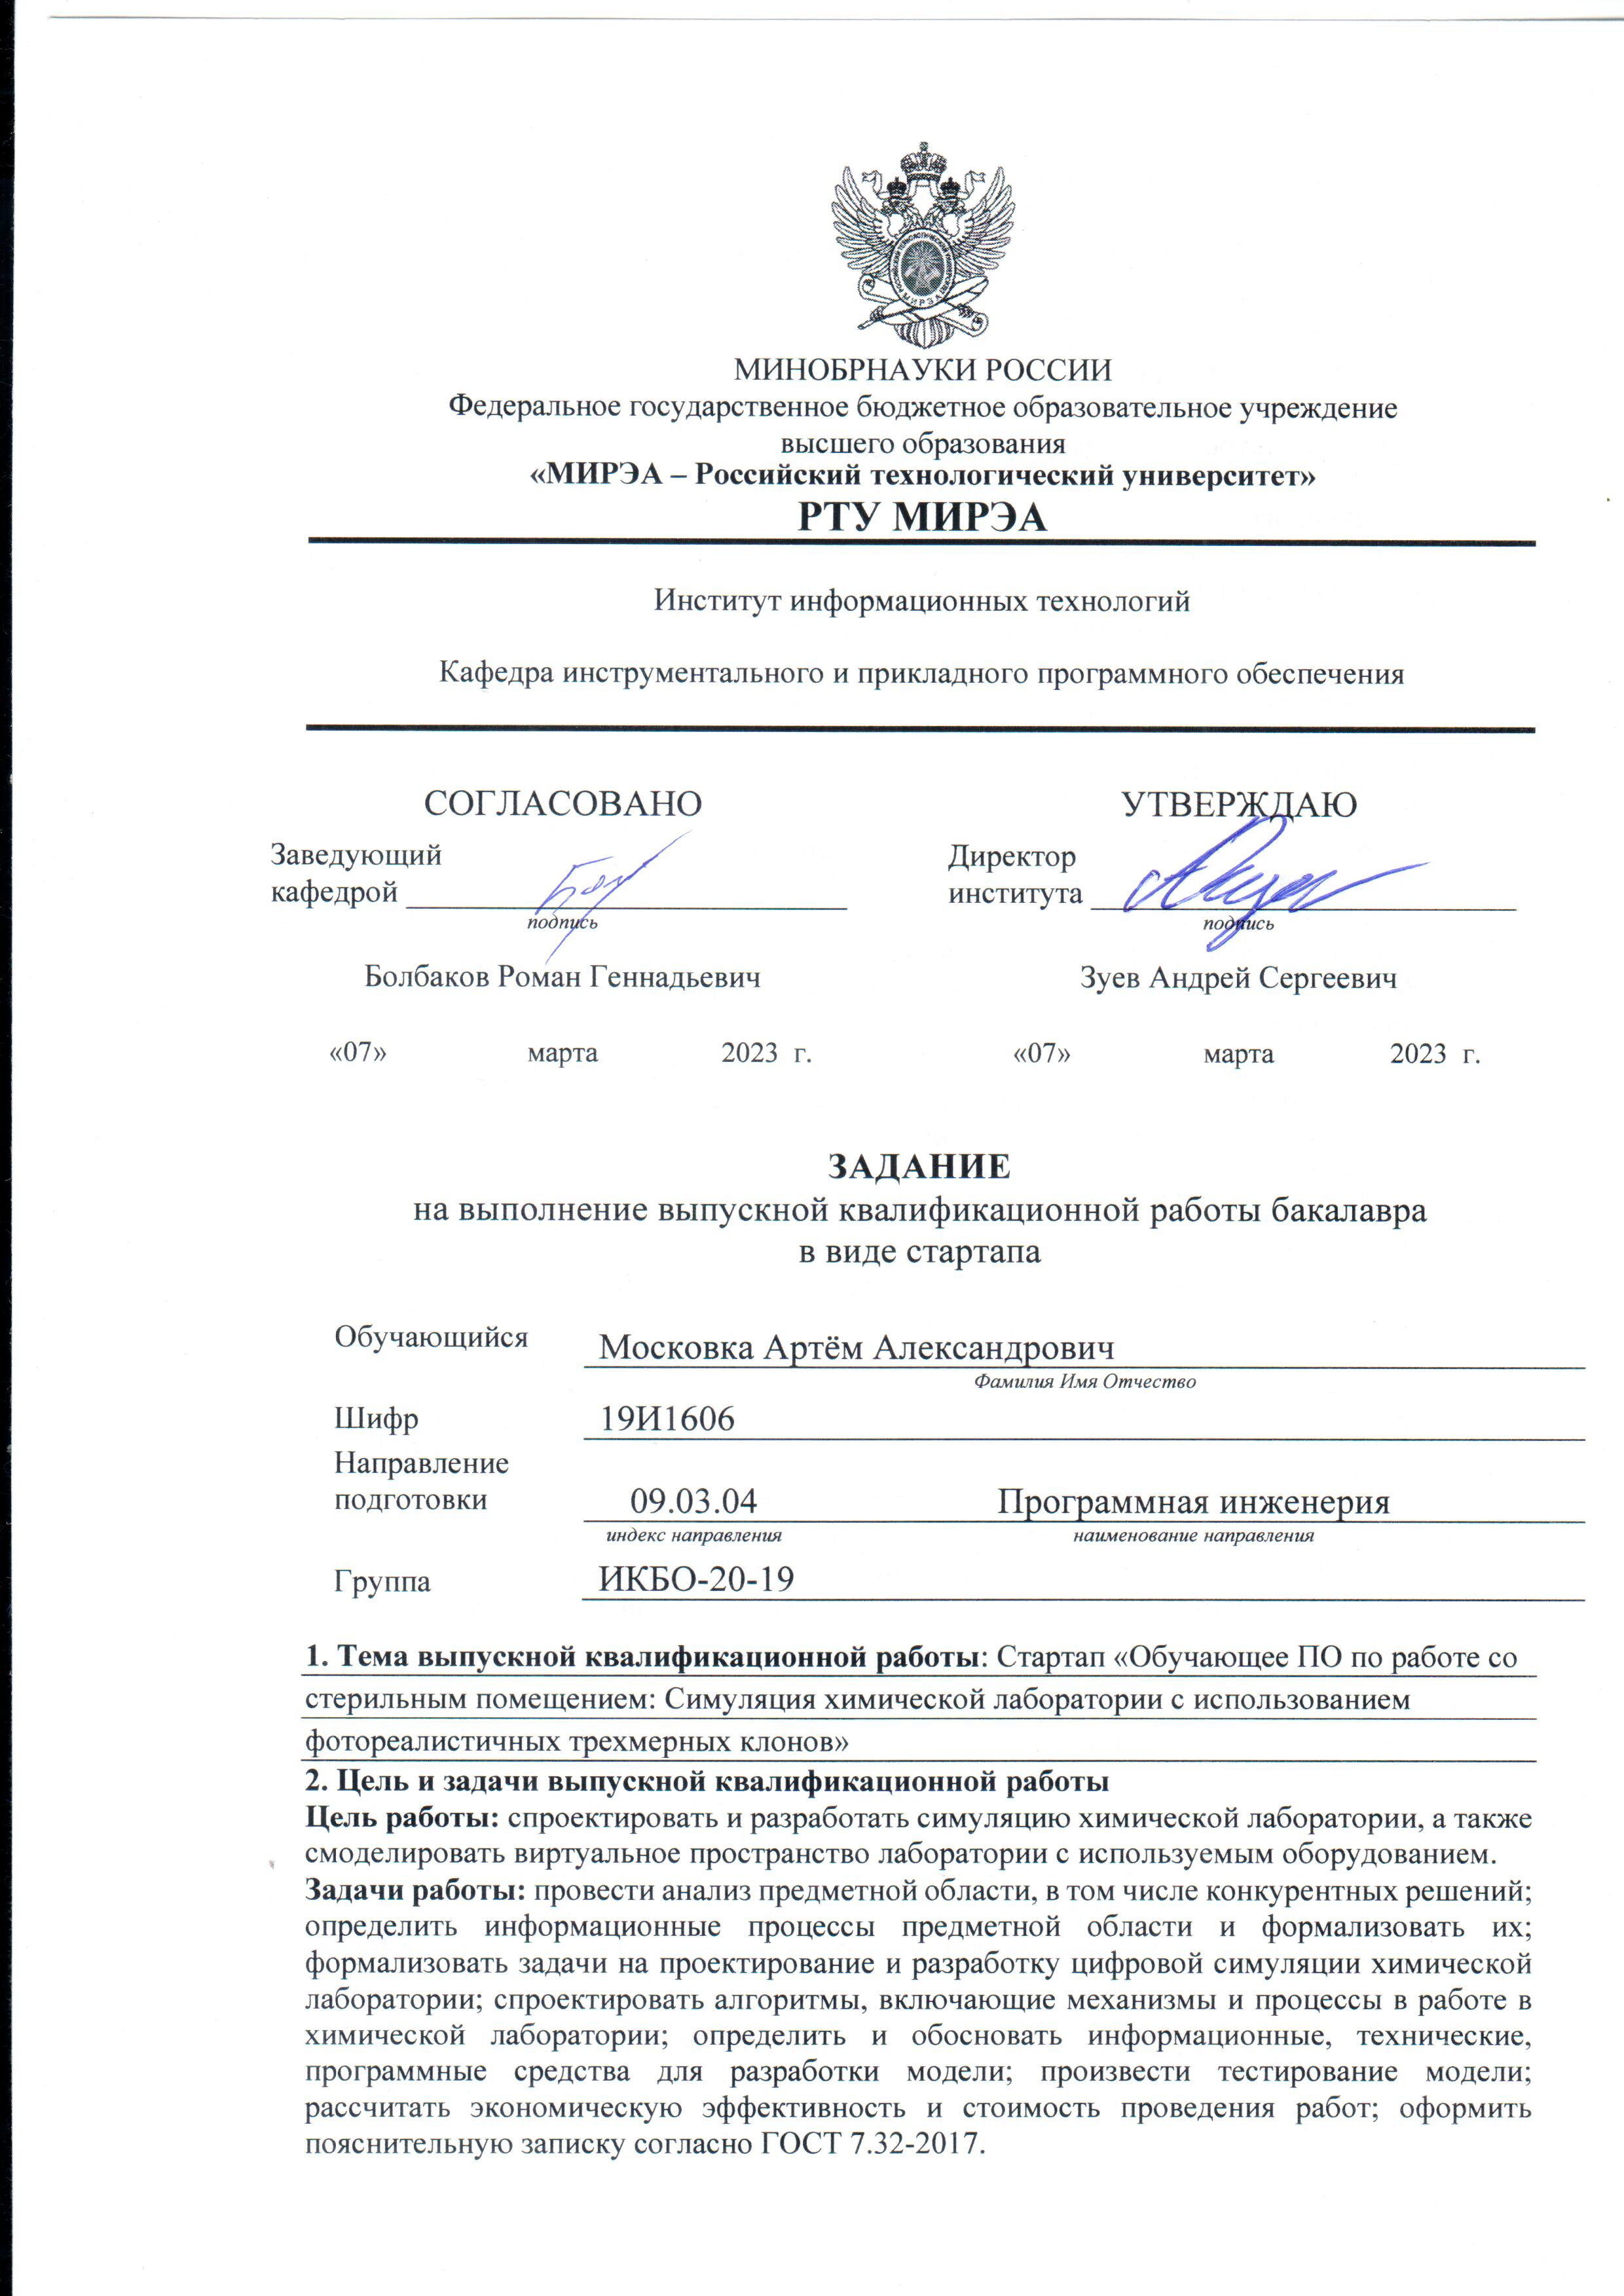 МИНОБРНАУКИ РОССИИ
Федеральное государственное бюджетное образовательное учреждение
высшего образования
«МИРЭА – Российский технологический университет»
РТУ МИРЭА
Институт информационных технологий
Кафедра инструментального и прикладного программного обеспечения
СОГЛАСОВАНО
Заведующий
кафедрой
подпись
Болбаков Роман Геннадьевич
«07» марта 2023 г.
УТВЕРЖДАЮ
Директор
института
подпись
Зуев Андрей Сергеевич
«07» марта 2023 г.
ЗАДАНИЕ
на выполнение выпускной квалификационной работы бакалавра
в виде стартапа
Обучающийся Московка Артём Александрович
Фамилия Имя Отчество
Шифр 19И1606
Направление
подготовки 09.03.04 Программная инженерия
индекс направления наименование направления
Группа ИКБО-20-19
1. Тема выпускной квалификационной работы: Стартап «Обучающее ПО по работе со
стерильным помещением: Симуляция химической лаборатории с использованием
фотореалистичных трехмерных клонов»
2. Цель и задачи выпускной квалификационной работы
Цель работы: спроектировать и разработать симуляцию химической лаборатории, а также
смоделировать виртуальное пространство лаборатории с используемым оборудованием.
Задачи работы: провести анализ предметной области, в том числе конкурентных решений;
определить информационные процессы предметной области и формализовать их;
формализовать задачи на проектирование и разработку цифровой симуляции химической
лаборатории; спроектировать алгоритмы, включающие механизмы и процессы в работе в
химической лаборатории; определить и обосновать информационные, технические,
программные средства для разработки модели; произвести тестирование модели;
рассчитать экономическую эффективность и стоимость проведения работ; оформить
пояснительную записку согласно ГОСТ 7.32-2017.